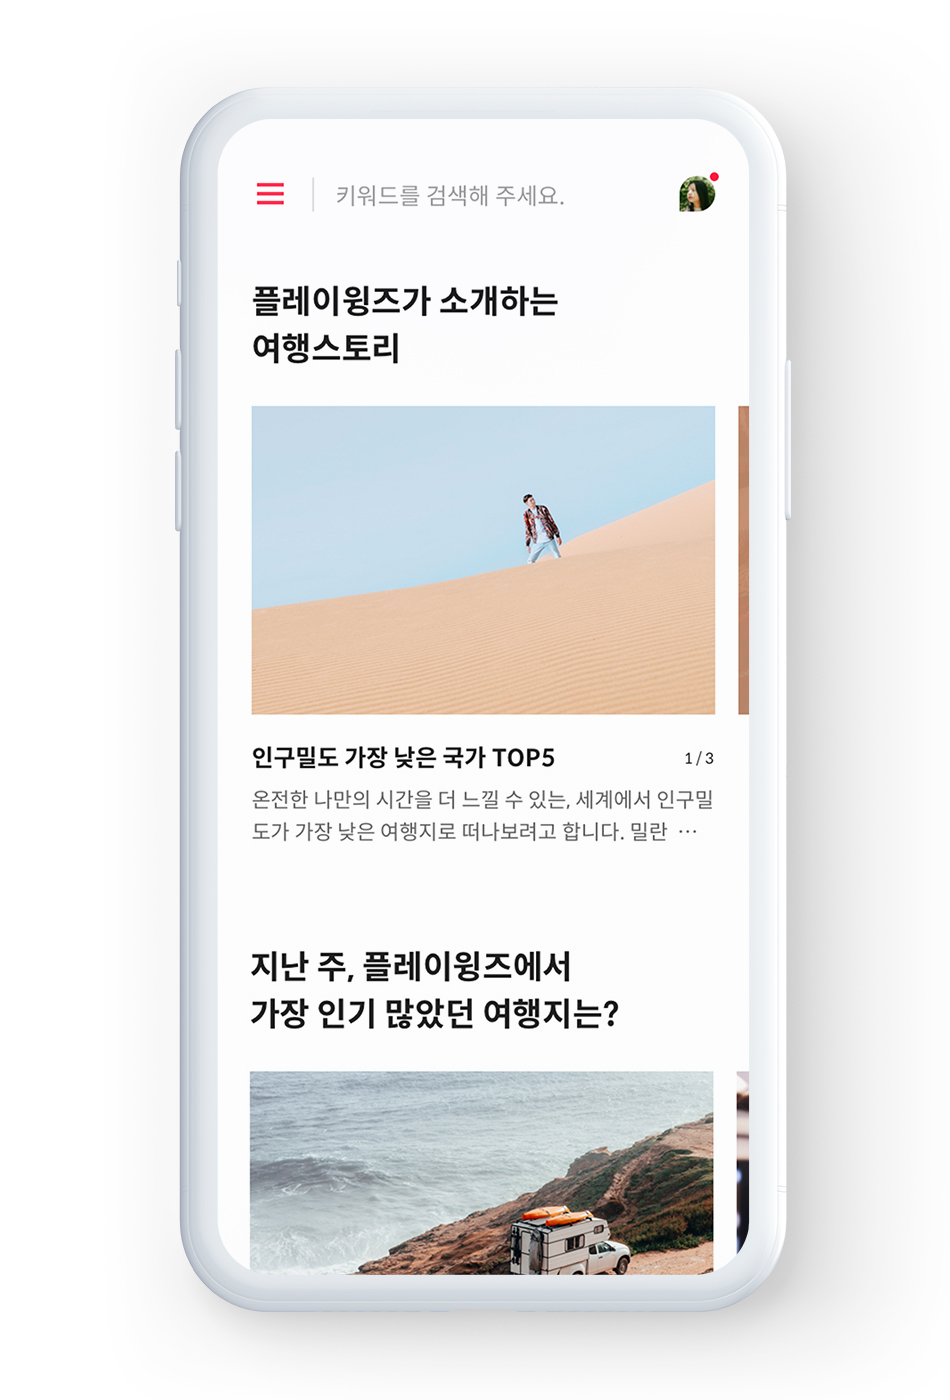 키워드를 검색해 주세요.
플레이윙즈가 소개하는
여행스토리
인구밀도 가장 낮은 국가 TOP5
1 / 3
온전한 나만의 시간을 더 느낄 수 있는, 세계에서 인구밀
도가 가장 낮은 여행지로 떠나보려고 합니다. 밀란 ···
지난 주, 플레이윙즈에서
가장 인기 많았던 여행지는?